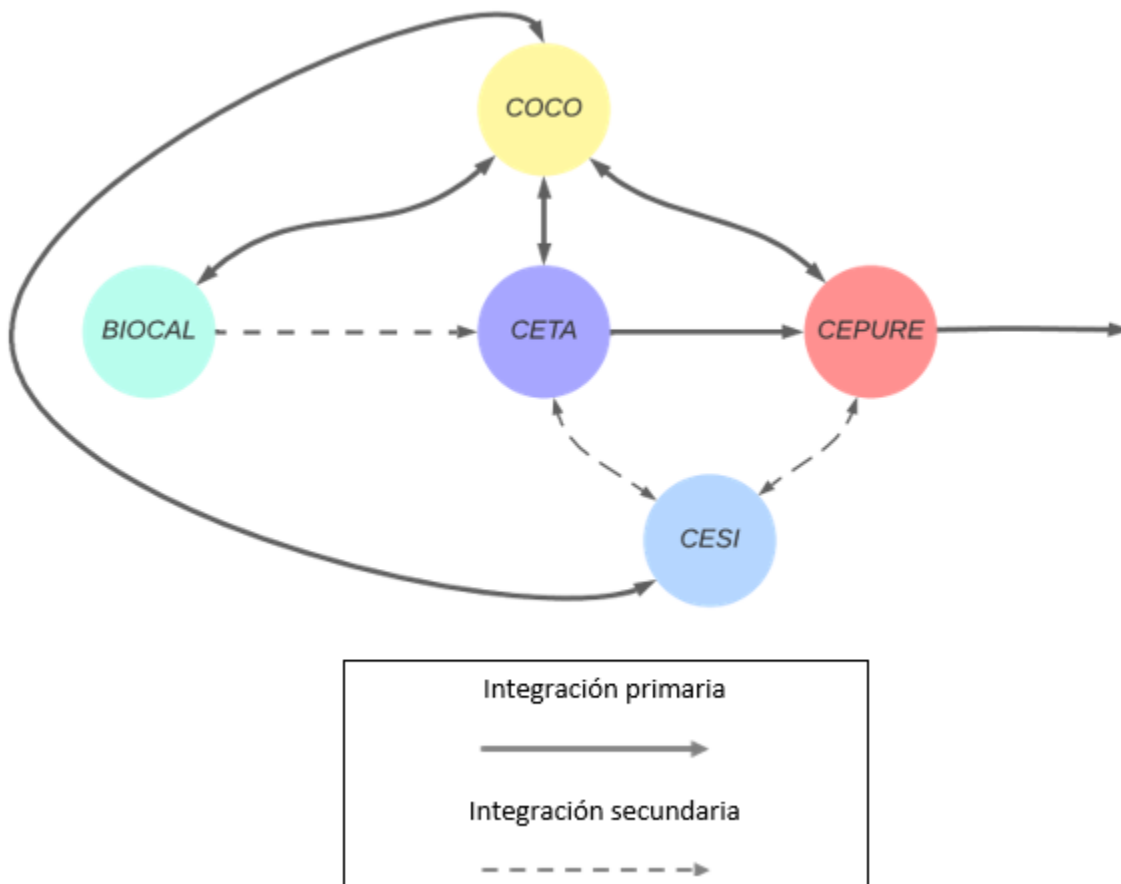 COCO
BIOCAL
CETA
CEPURE
CESI
Integración primaria
Integración secundaria